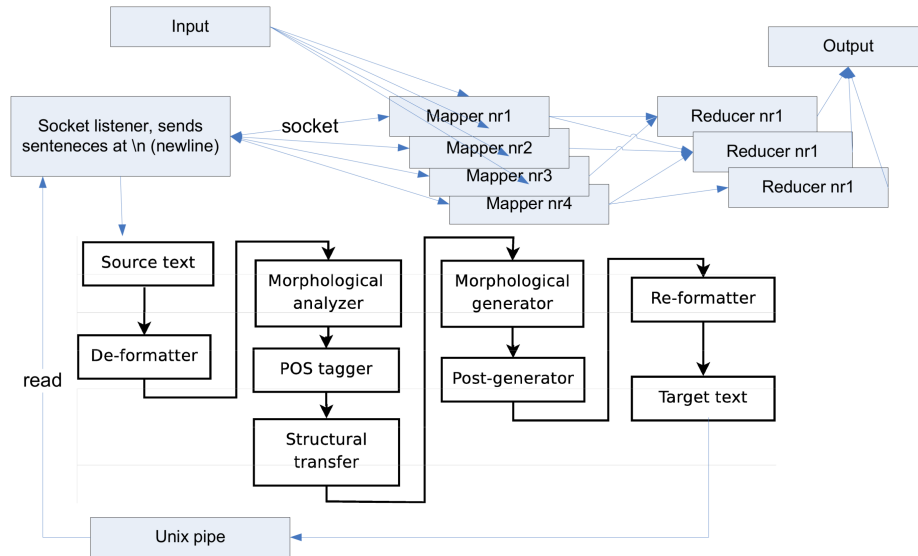 Input
Output
Socket listener, sends
senteneces at \n (newline)
socket
Mapper nr1
Mapper nr2
Mapper nr3
Mapper nr4
Reducer nr1
Reducer nr1
Reducer nr1
Source text
De-formatter
Morphological
analyzer
POS tagger
Structural
transfer
Morphological
generator
Post-generator
Re-formatter
Target text
read
Unix pipe